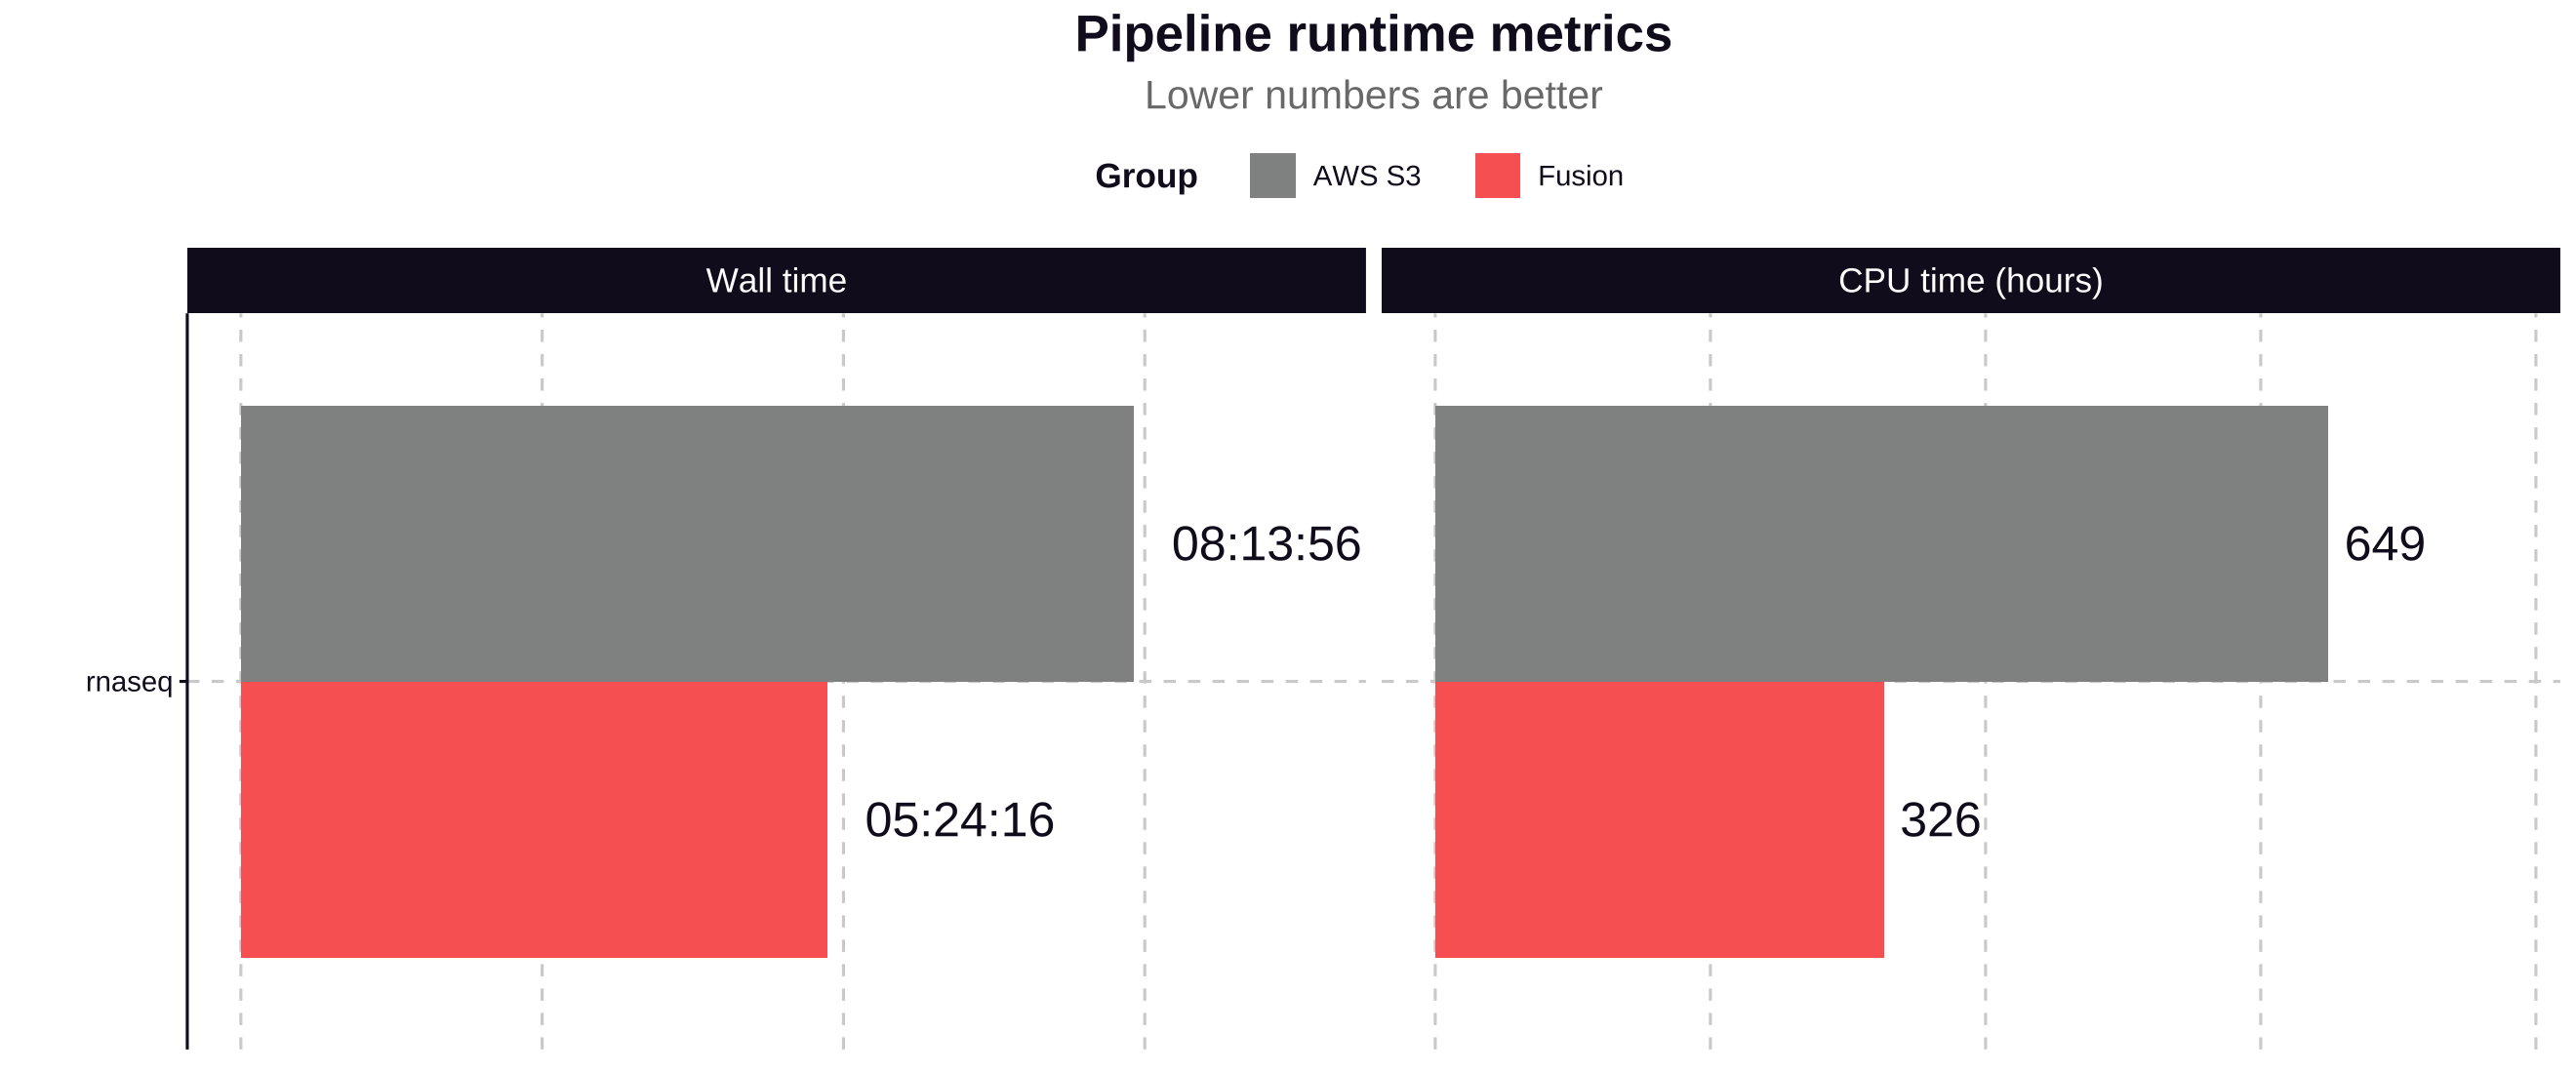 Pipeline runtime metrics
Lower numbers are better
Group AWS S3 Fusion
Wall time
CPU time (hours)
08:13:56
649
rnaseq
05:24:16
326